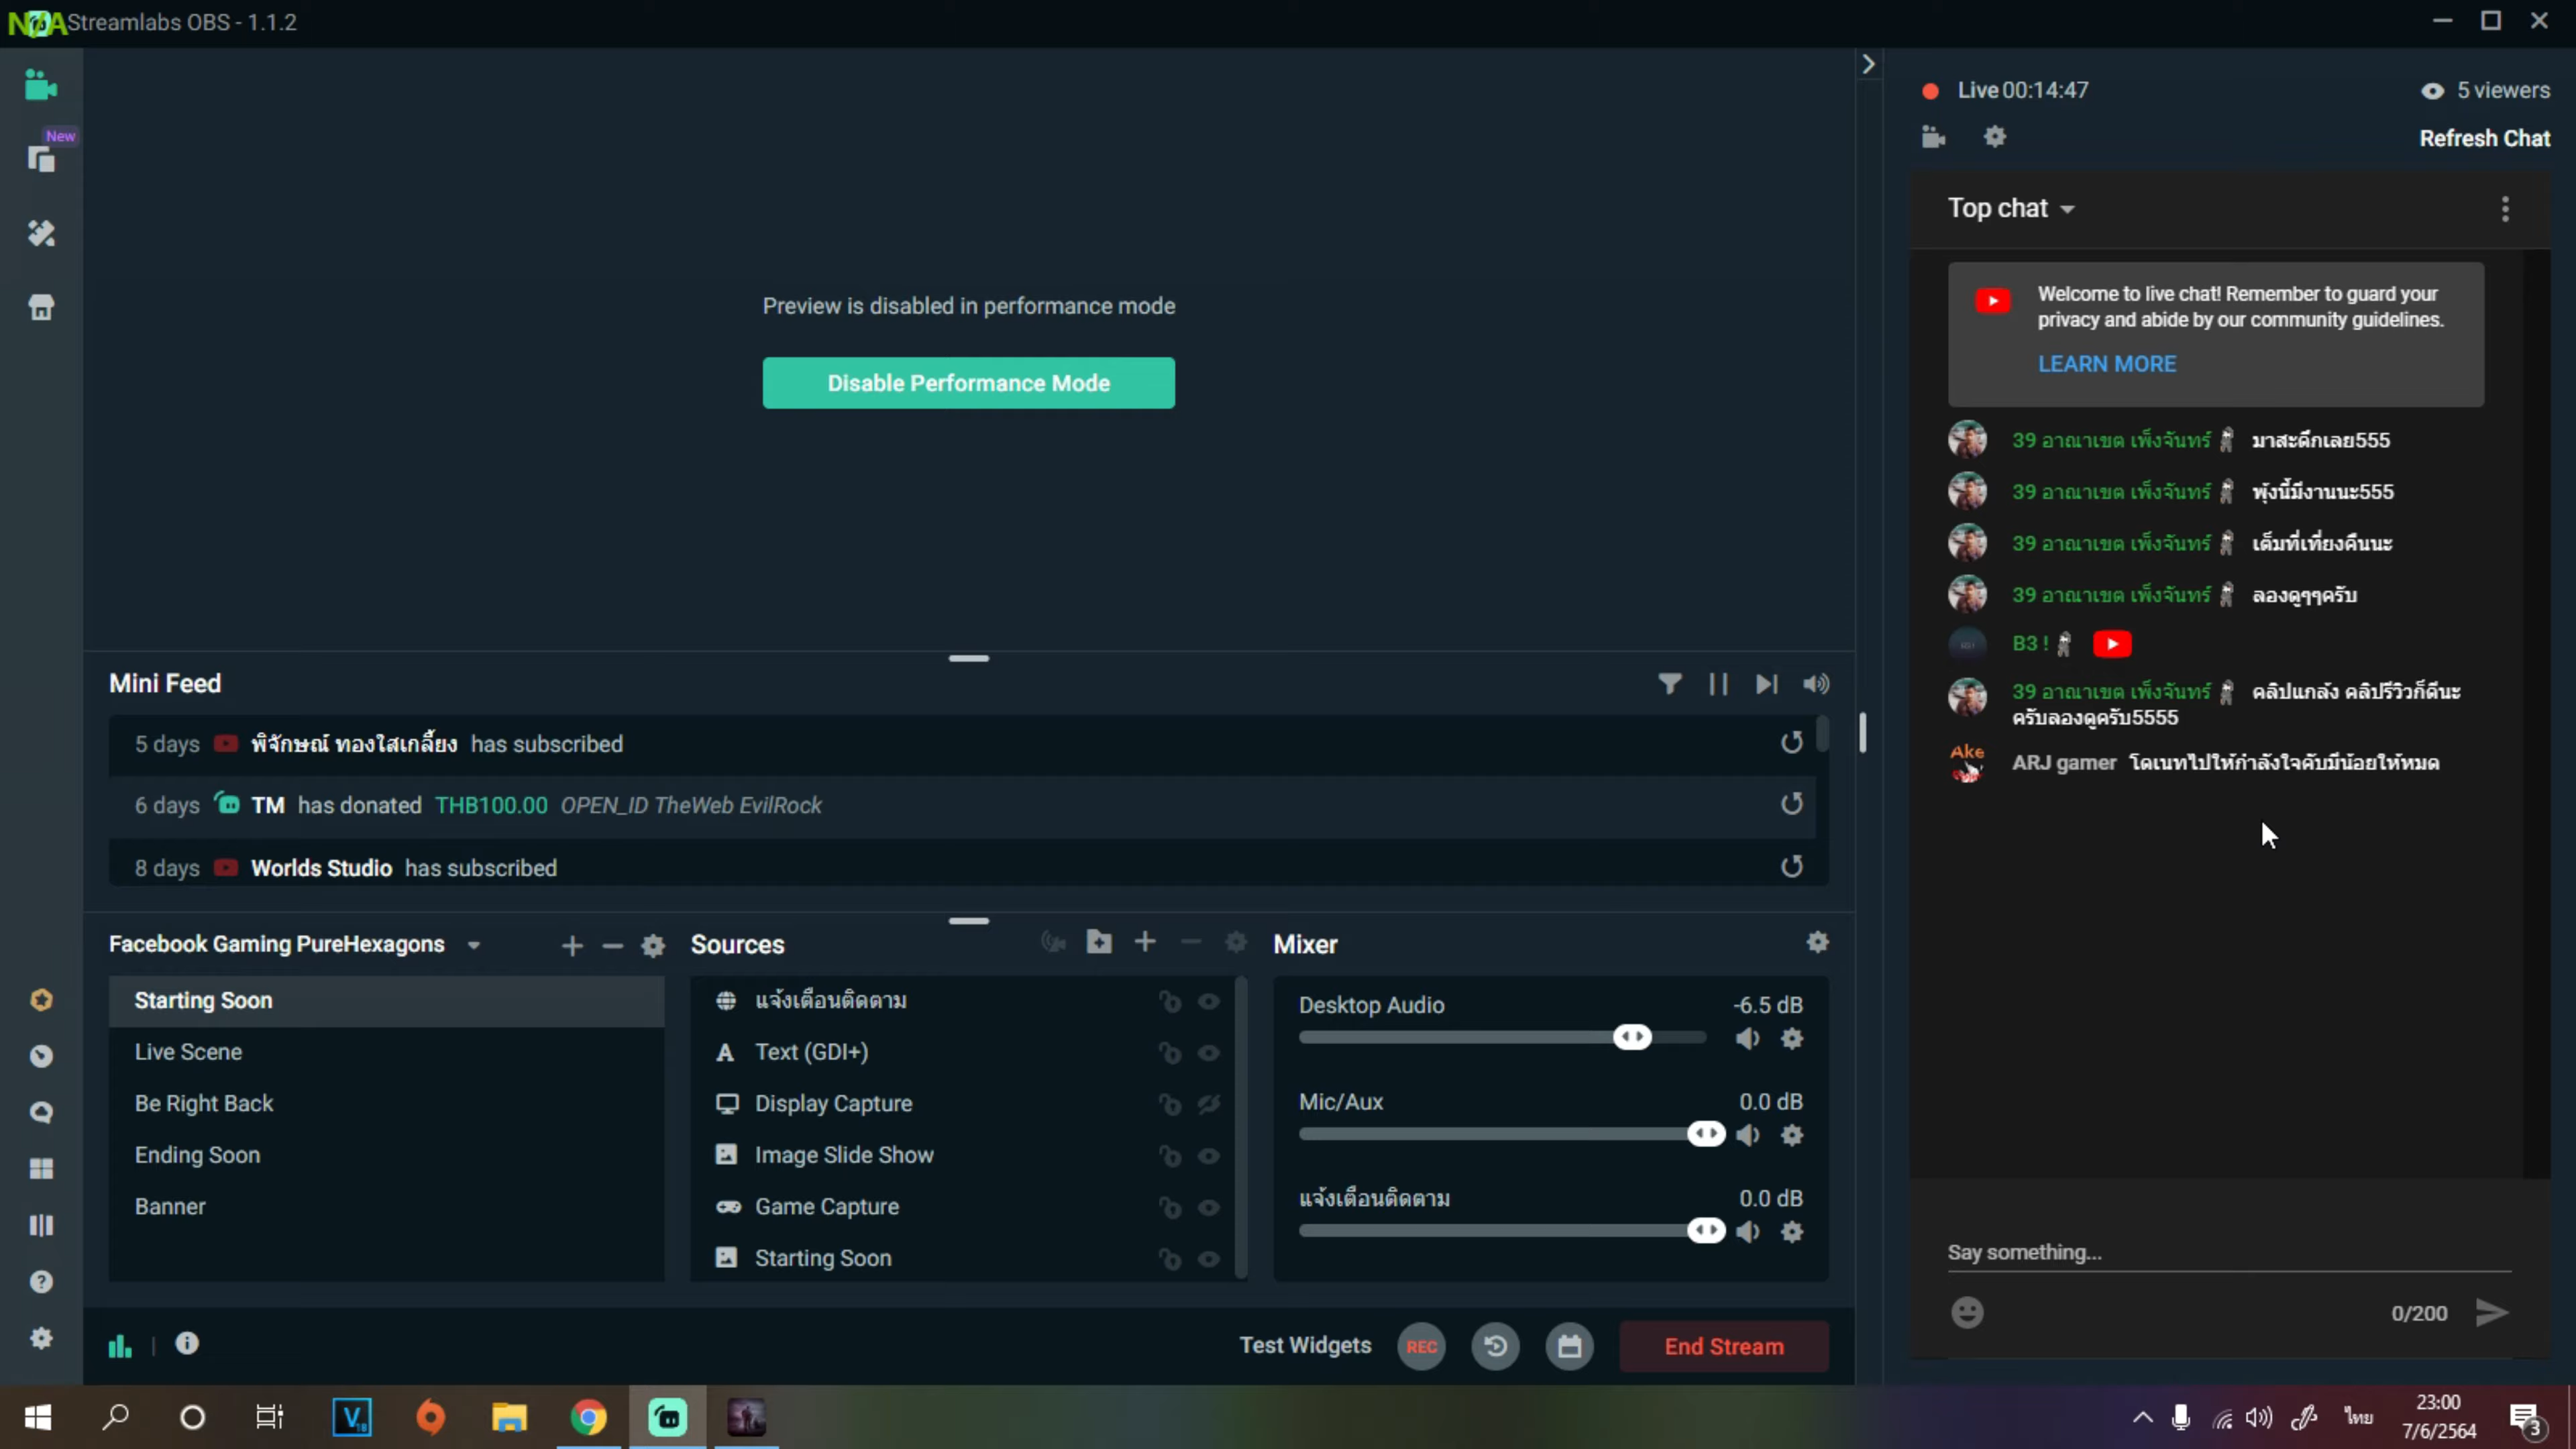 N/A
Streamlabs OBS - 1.1.2
New
Preview is disabled in performance mode
Disable Performance Mode
Mini Feed
5 days พิจักษณ์ ทองใสเกลี้ยง has subscribed
6 days TM has donated THB100.00 OPEN_ID TheWeb EvilRock
8 days Worlds Studio has subscribed
Facebook Gaming PureHexagons
Starting Soon
Live Scene
Be Right Back
Ending Soon
Banner
Sources
แจ้งเตือนติดตาม
Text (GDI+)
Display Capture
Image Slide Show
Game Capture
Starting Soon
Mixer
Desktop Audio -6.5 dB
Mic/Aux 0.0 dB
แจ้งเตือนติดตาม 0.0 dB
Test Widgets
REC
End Stream
Live 00:14:47
5 viewers
Refresh Chat
Top chat
Welcome to live chat! Remember to guard your
privacy and abide by our community guidelines.
LEARN MORE
39 อาณาเขต เพ็งจันทร์ มาสะดึกเลย555
39 อาณาเขต เพ็งจันทร์ พุ้งนี้มีงานนะ555
39 อาณาเขต เพ็งจันทร์ เต็มที่เที่ยงคืนนะ
39 อาณาเขต เพ็งจันทร์ ลองดูๆๆครับ
B3 !
39 อาณาเขต เพ็งจันทร์ คลิปแกล้ง คลิปรีวิวก็ดีนะ
ครับลองดูครับ5555
Ake
ARJ gamer โดเนทไปให้กำลังใจคับมีน้อยให้หมด
Say something...
0/200
V
18
ไทย
23:00
7/6/2564
3